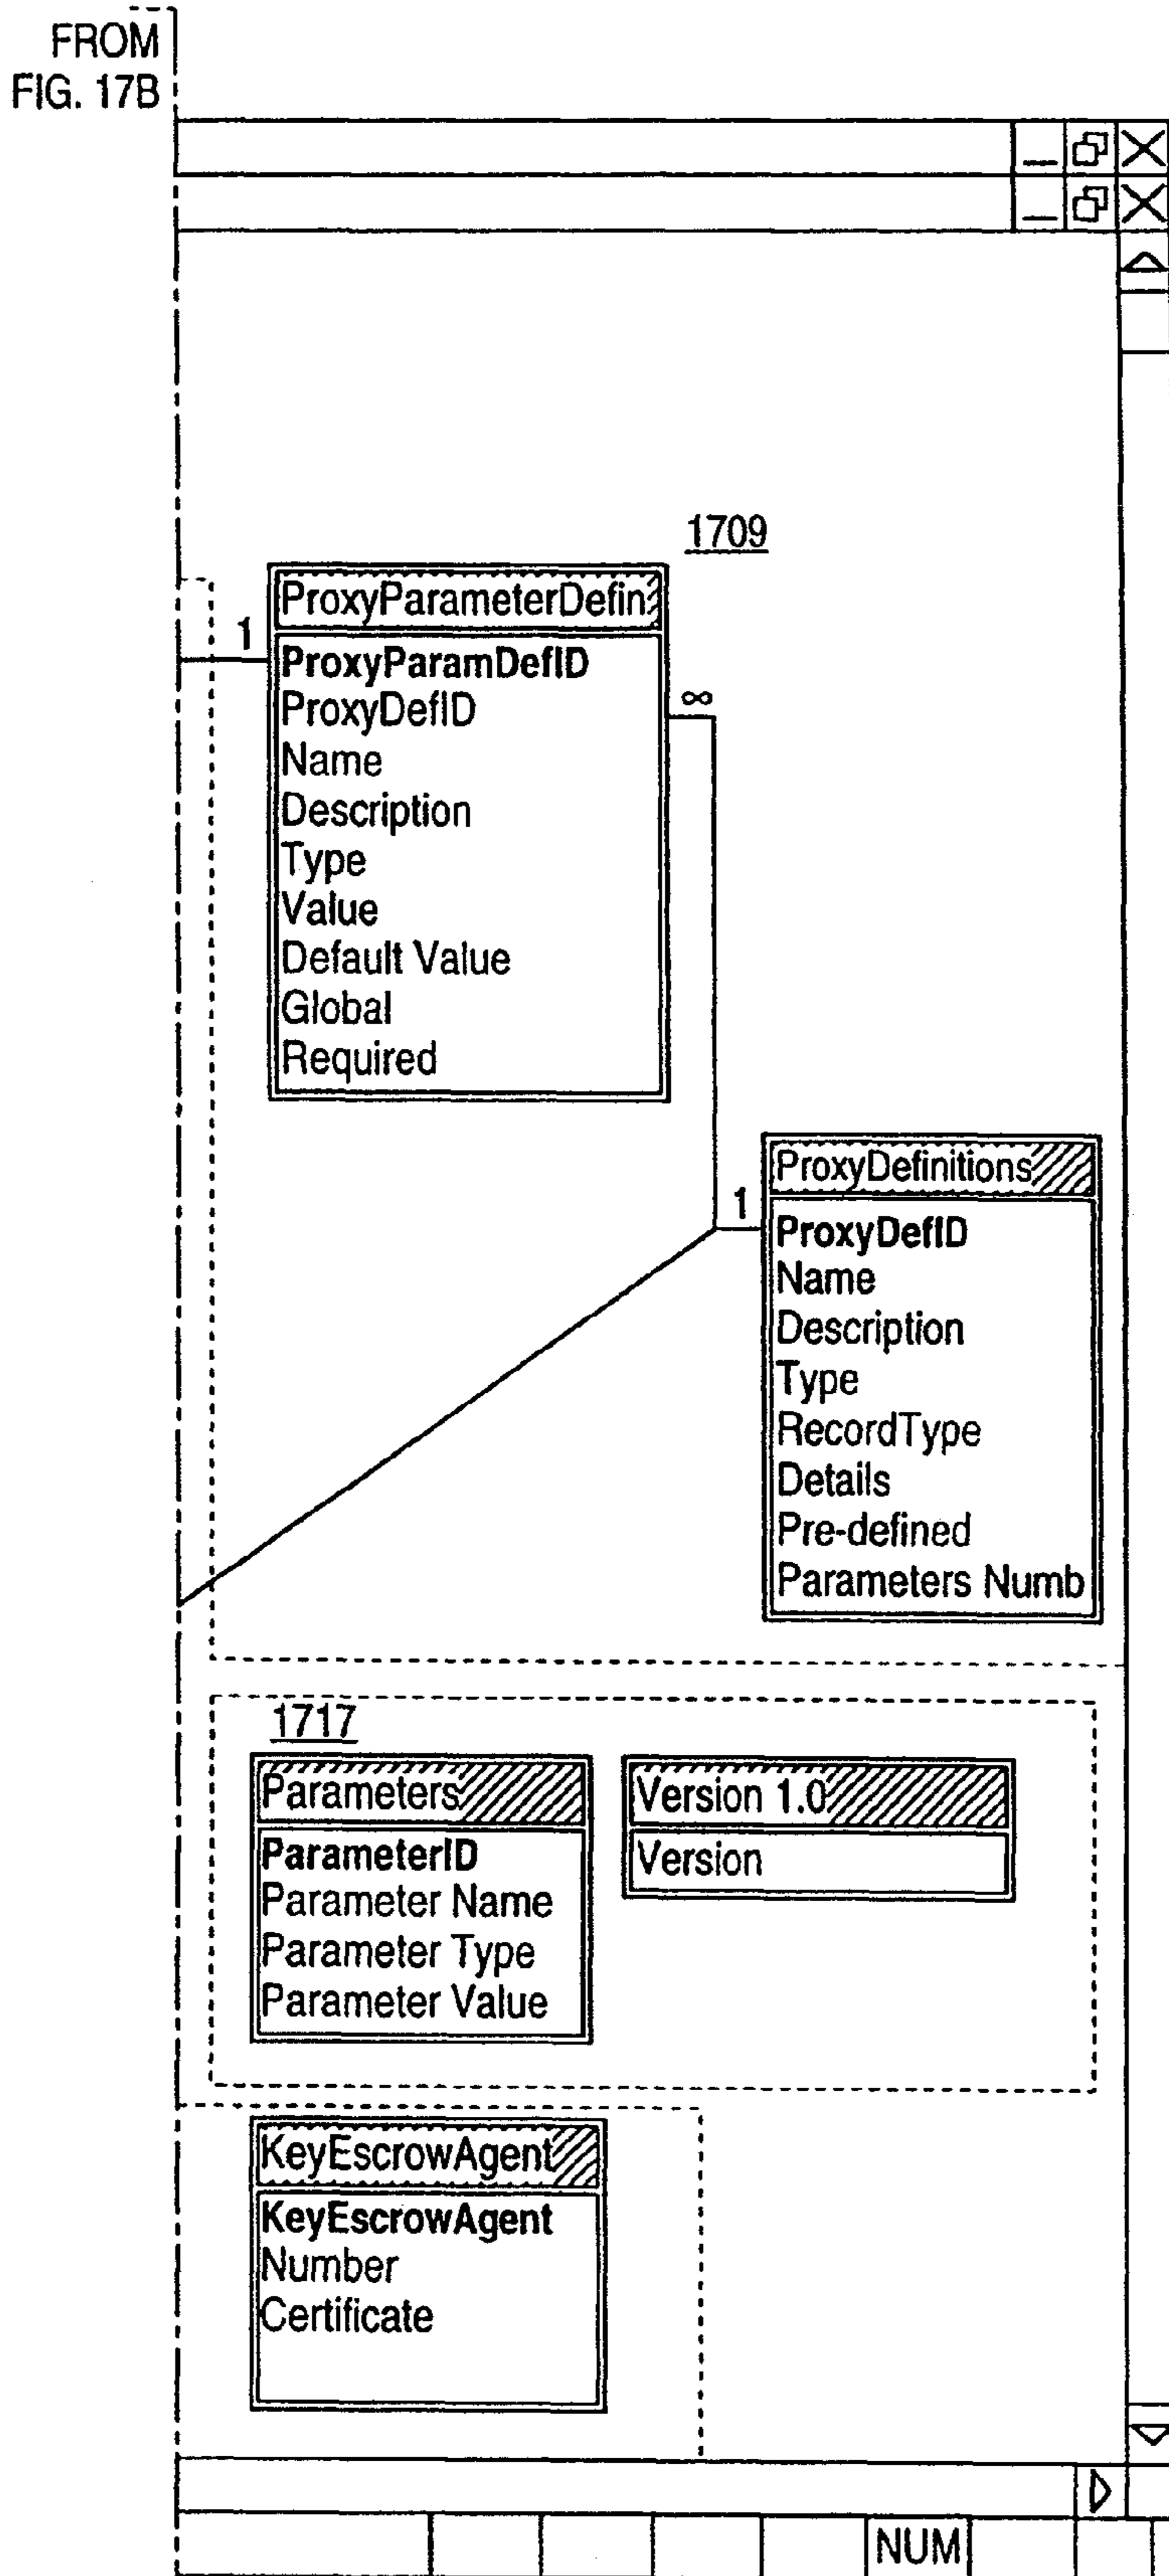 FROM
FIG. 17B
1709
ProxyParameterDefin
1
ProxyParamDefID
ProxyDefID
∞
Name
Description
Type
Value
Default Value
Global
Required
ProxyDefinitions
1
ProxyDefID
Name
Description
Type
RecordType
Details
Pre-defined
Parameters Numb
1717
Parameters
ParameterID
Parameter Name
Parameter Type
Parameter Value
Version 1.0
Version
KeyEscrowAgent
KeyEscrowAgent
Number
Certificate
NUM